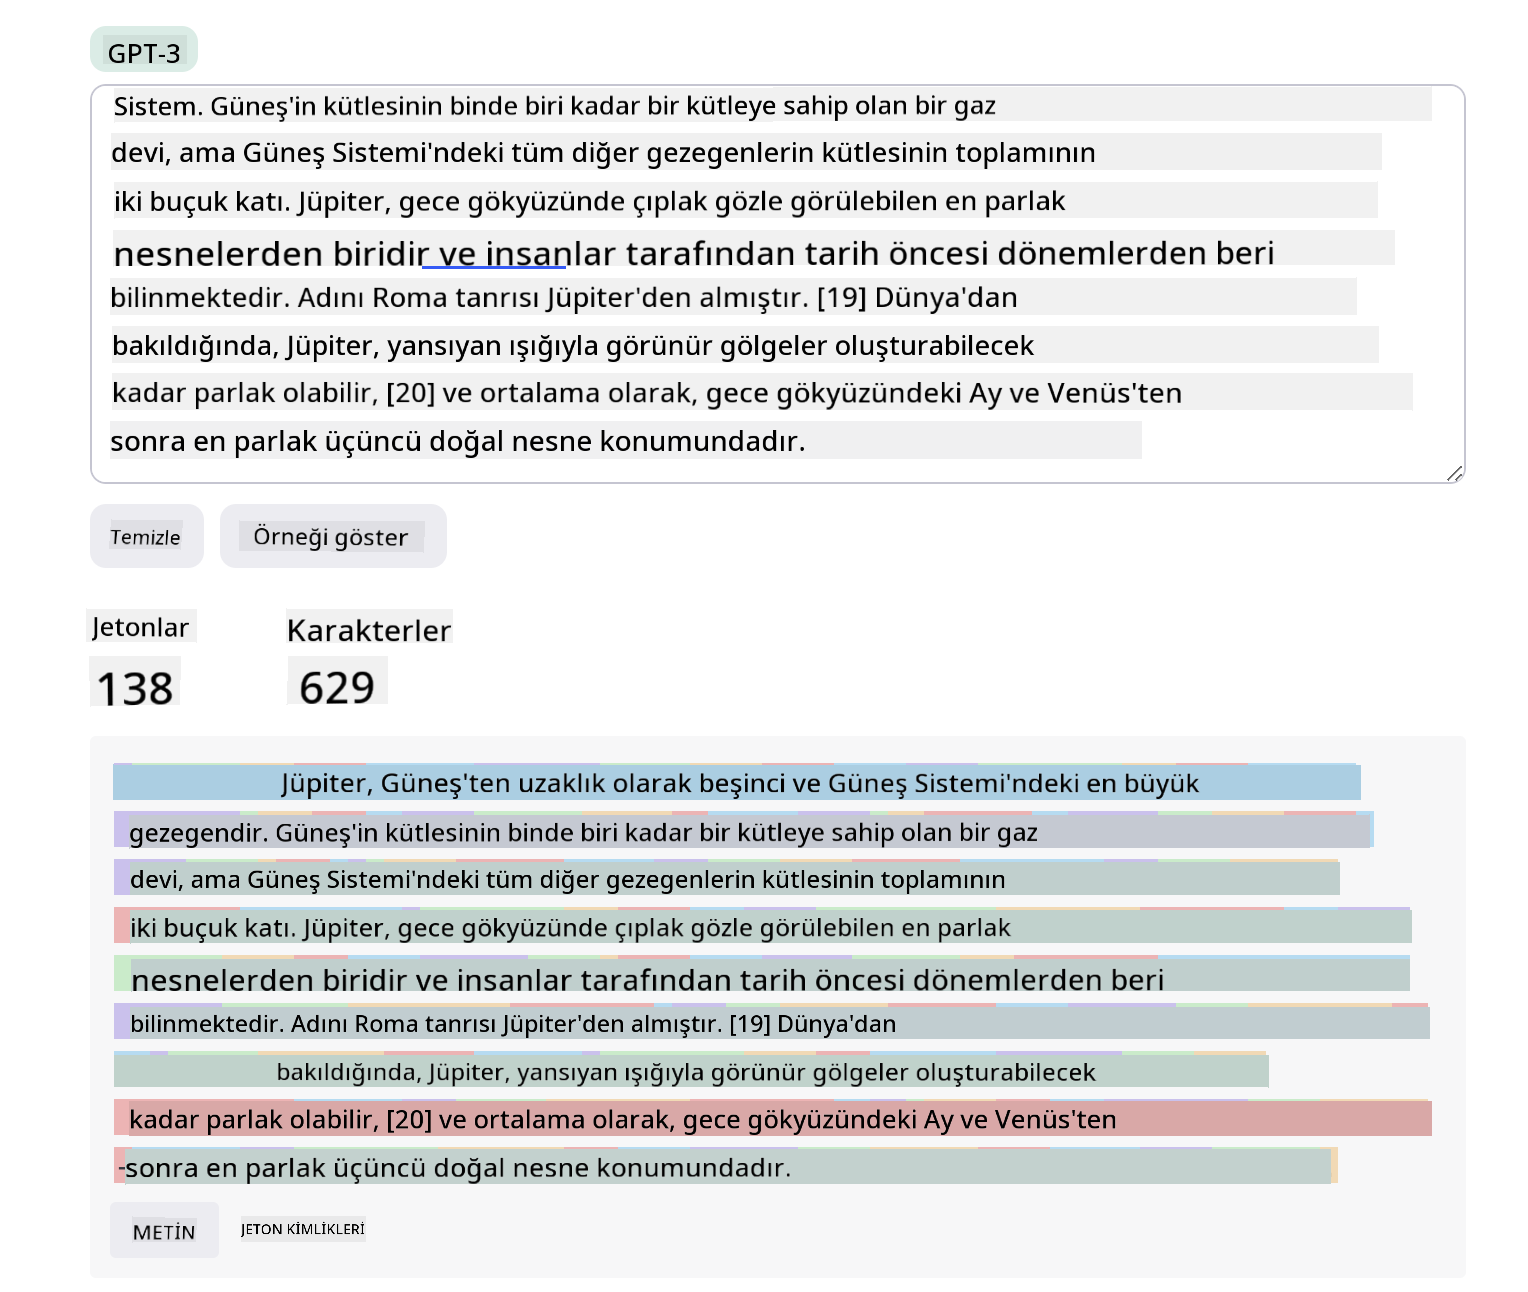 GPT-3
Sistem. Güneş'in kütlesinin binde biri kadar bir kütleye sahip olan bir gaz
devi, ama Güneş Sistemi'ndeki tüm diğer gezegenlerin kütlesinin toplamının
iki buçuk katı. Jüpiter, gece gökyüzünde çıplak gözle görülebilen en parlak
nesnelerden biridir ve insanlar tarafından tarih öncesi dönemlerden beri
bilinmektedir. Adını Roma tanrısı Jüpiter'den almıştır. [19] Dünya'dan
bakıldığında, Jüpiter, yansıyan ışığıyla görünür gölgeler oluşturabilecek
kadar parlak olabilir, [20] ve ortalama olarak, gece gökyüzündeki Ay ve Venüs'ten
sonra en parlak üçüncü doğal nesne konumundadır.
Temizle Örneği göster
Jetonlar Karakterler
138 629
Jüpiter, Güneş'ten uzaklık olarak beşinci ve Güneş Sistemi'ndeki en büyük
gezegendir. Güneş'in kütlesinin binde biri kadar bir kütleye sahip olan bir gaz
devi, ama Güneş Sistemi'ndeki tüm diğer gezegenlerin kütlesinin toplamının
iki buçuk katı. Jüpiter, gece gökyüzünde çıplak gözle görülebilen en parlak
nesnelerden biridir ve insanlar tarafından tarih öncesi dönemlerden beri
bilinmektedir. Adını Roma tanrısı Jüpiter'den almıştır. [19] Dünya'dan
bakıldığında, Jüpiter, yansıyan ışığıyla görünür gölgeler oluşturabilecek
kadar parlak olabilir, [20] ve ortalama olarak, gece gökyüzündeki Ay ve Venüs'ten
-sonra en parlak üçüncü doğal nesne konumundadır.
METİN JETON KİMLİKLERİ